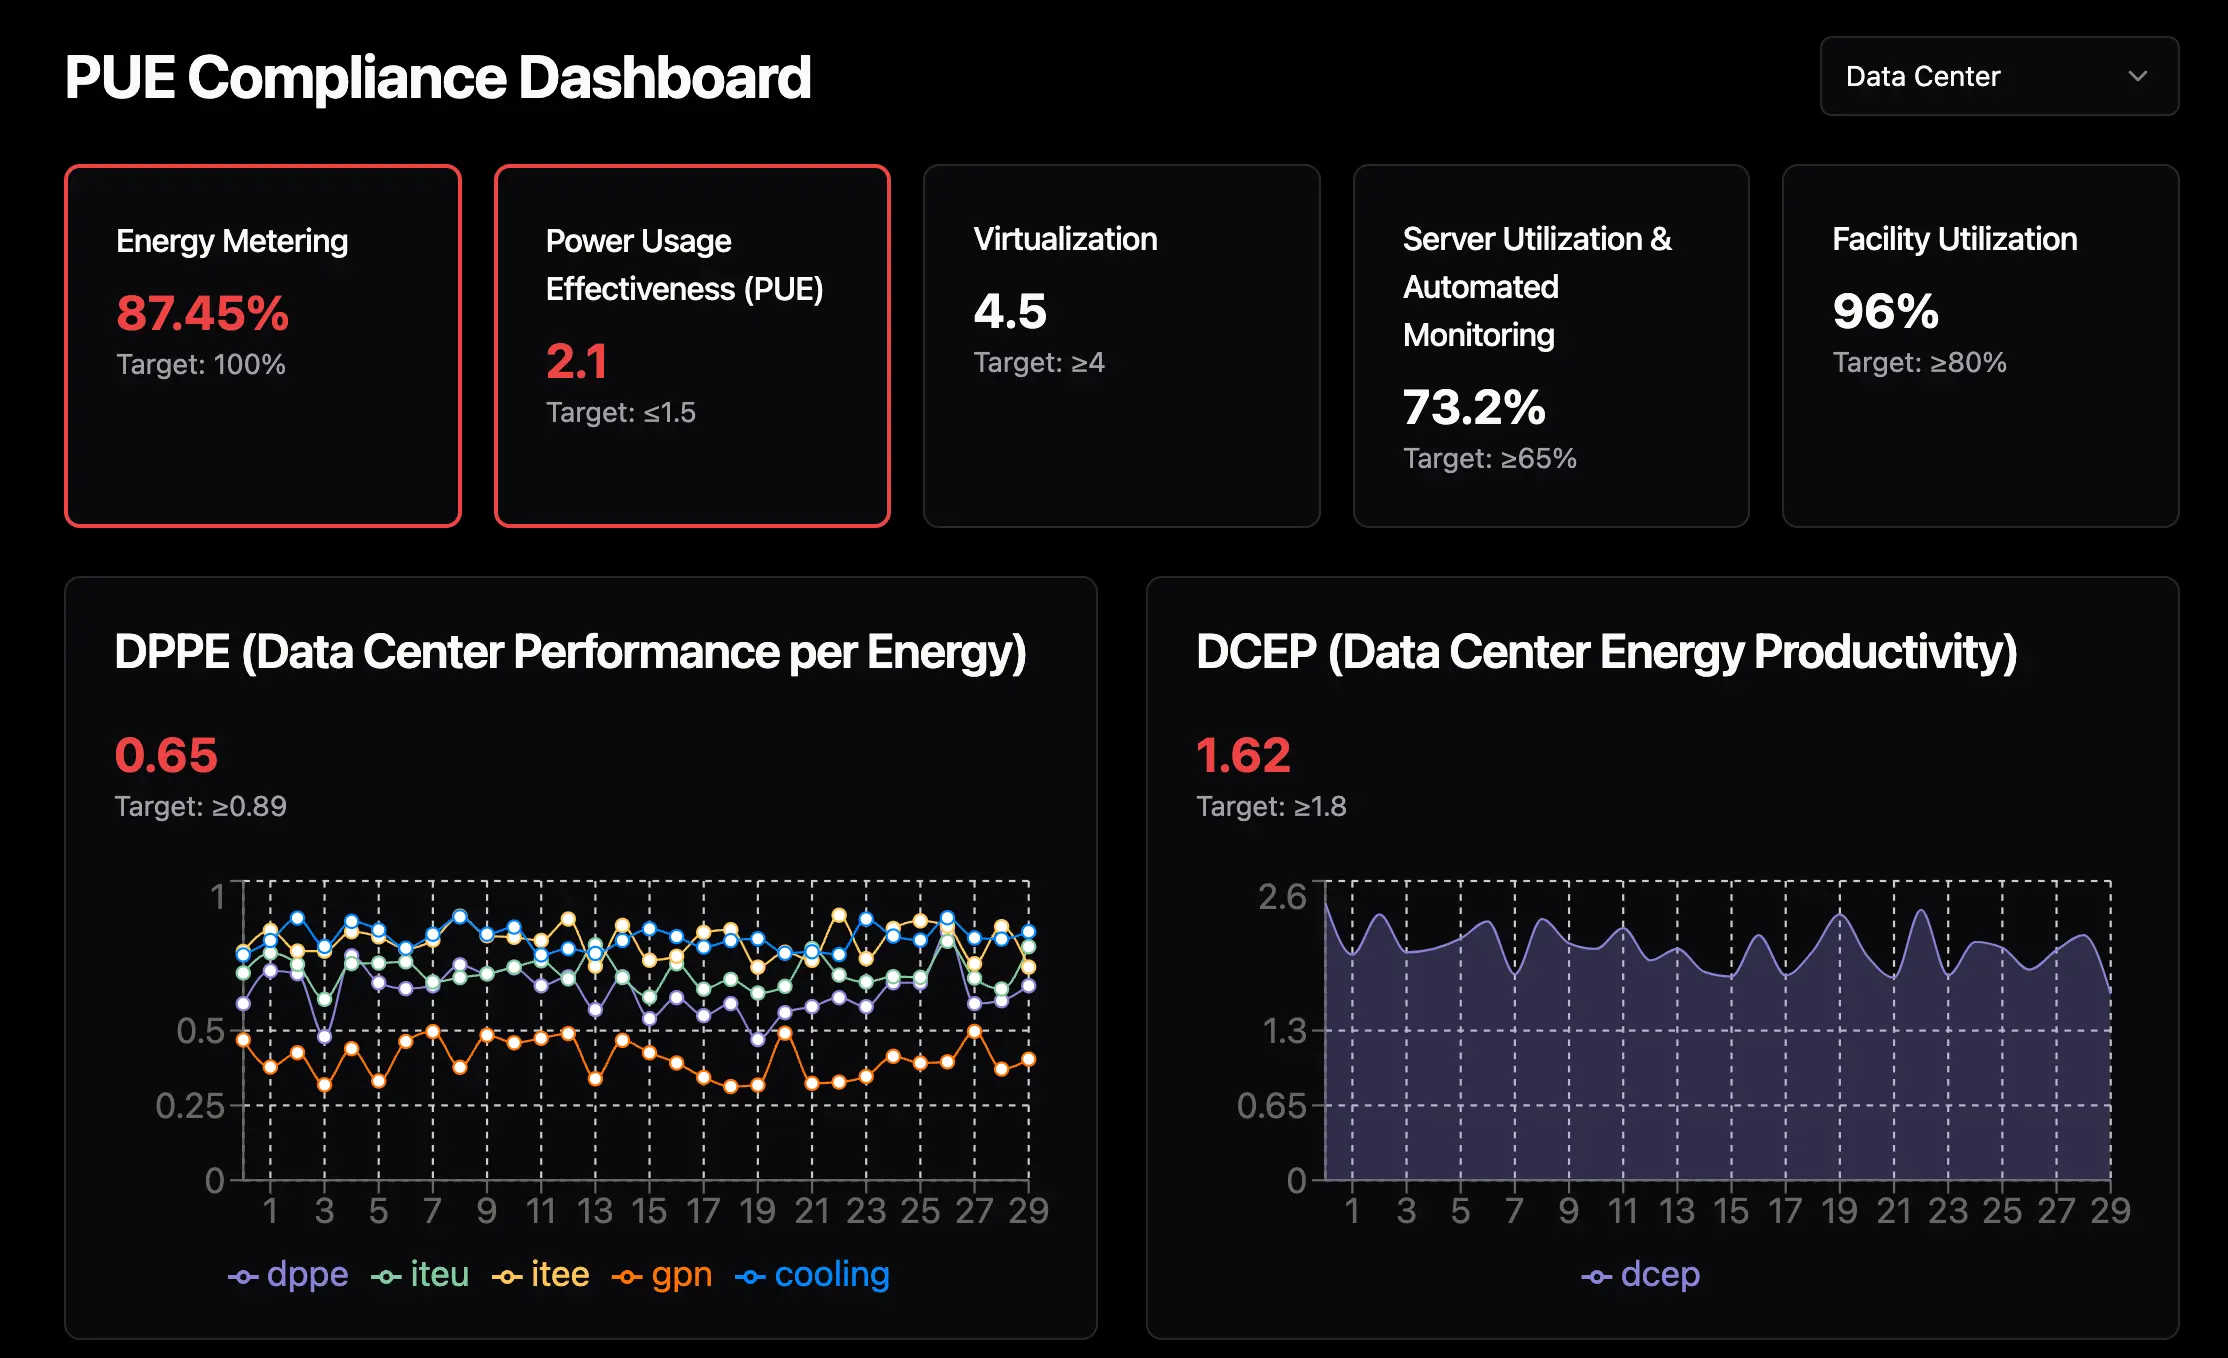 PUE Compliance Dashboard
Data Center
Energy Metering
87.45%
Target: 100%
Power Usage
Effectiveness (PUE)
2.1
Target: ≤1.5
Virtualization
4.5
Target: ≥4
Server Utilization &
Automated
Monitoring
73.2%
Target: ≥65%
Facility Utilization
96%
Target: ≥80%
DPPE (Data Center Performance per Energy)
0.65
Target: ≥0.89
1
0.5
0.25
0
1 3 5 7 9 11 13 15 17 19 21 23 25 27 29
dppe iteu itee gpn cooling
DCEP (Data Center Energy Productivity)
1.62
Target: ≥1.8
2.6
1.3
0.65
0
1 3 5 7 9 11 13 15 17 19 21 23 25 27 29
dcep